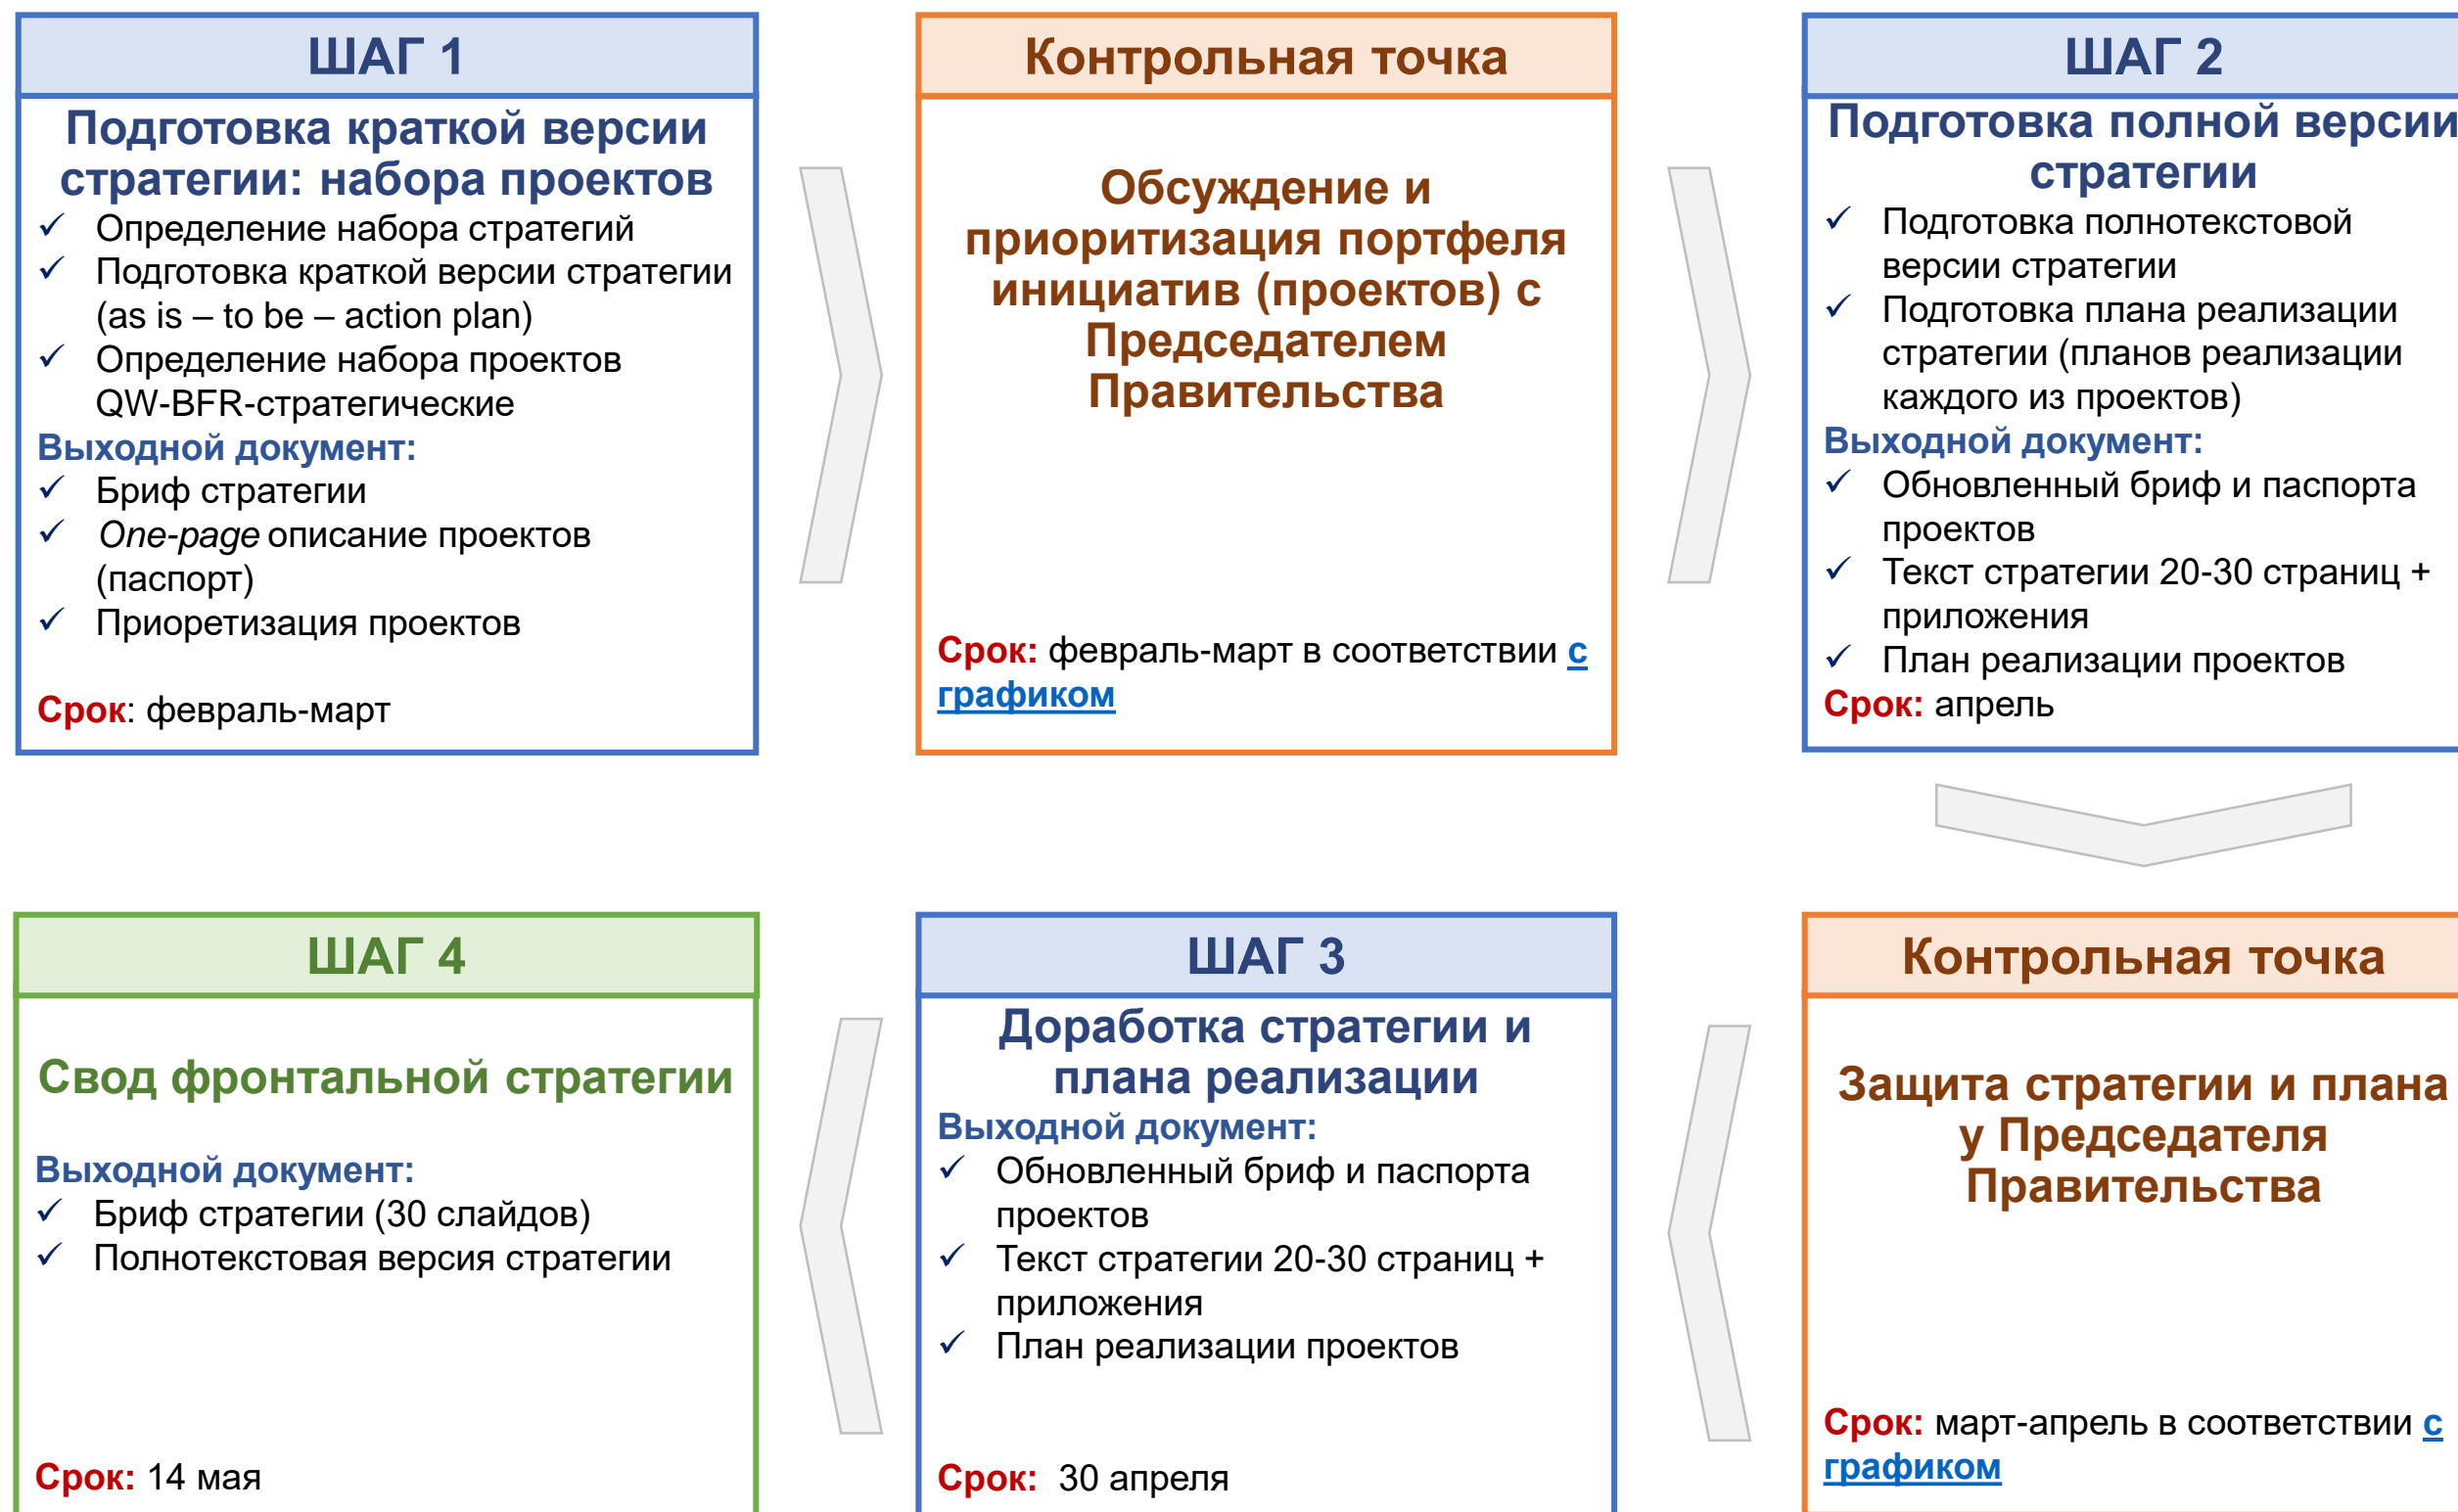 ШАГ 1
Подготовка краткой версии
стратегии: набора проектов
✓ Определение набора стратегий
✓ Подготовка краткой версии стратегии
(as is – to be – action plan)
✓ Определение набора проектов
QW-BFR-стратегические
Выходной документ:
✓ Бриф стратегии
✓ One-page описание проектов
(паспорт)
✓ Приоретизация проектов
Срок: февраль-март
Контрольная точка
Обсуждение и
приоритизация портфеля
инициатив (проектов) с
Председателем
Правительства
Срок: февраль-март в соответствии с
графиком
ШАГ 2
Подготовка полной версии
стратегии
✓ Подготовка полнотекстовой
версии стратегии
✓ Подготовка плана реализации
стратегии (планов реализации
каждого из проектов)
Выходной документ:
✓ Обновленный бриф и паспорта
проектов
✓ Текст стратегии 20-30 страниц +
приложения
✓ План реализации проектов
Срок: апрель
Контрольная точка
Защита стратегии и плана
у Председателя
Правительства
Срок: март-апрель в соответствии с
графиком
ШАГ 3
Доработка стратегии и
плана реализации
Выходной документ:
✓ Обновленный бриф и паспорта
проектов
✓ Текст стратегии 20-30 страниц +
приложения
✓ План реализации проектов
Срок: 30 апреля
ШАГ 4
Свод фронтальной стратегии
Выходной документ:
✓ Бриф стратегии (30 слайдов)
✓ Полнотекстовая версия стратегии
Срок: 14 мая